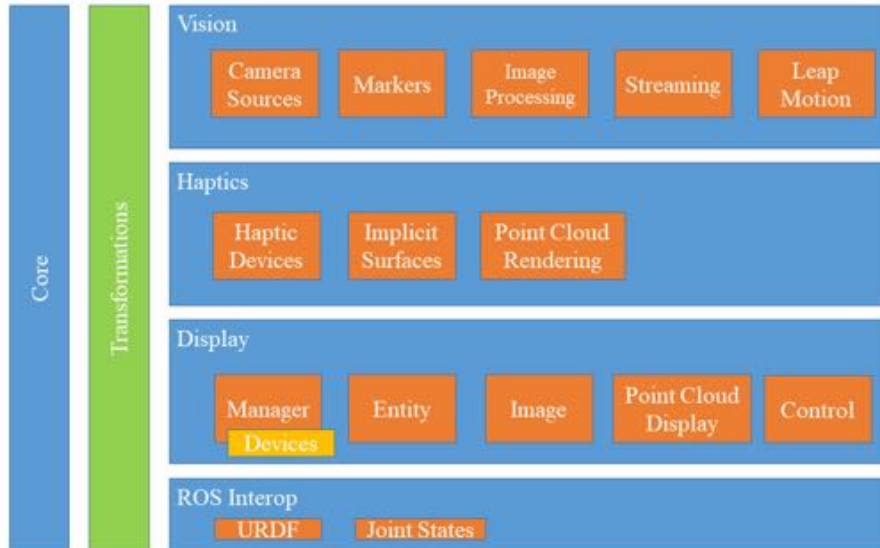 Core
Transformations
Vision
Camera
Sources
Markers
Image
Processing
Streaming
Leap
Motion
Haptics
Haptic
Devices
Implicit
Surfaces
Point Cloud
Rendering
Display
Manager
Devices
Entity
Image
Point Cloud
Display
Control
ROS Interop
URDF
Joint States